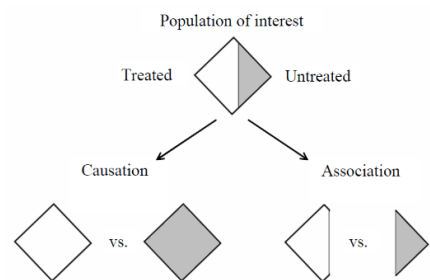 Population of interest
Treated
Untreated
Causation
Association
vs.
vs.